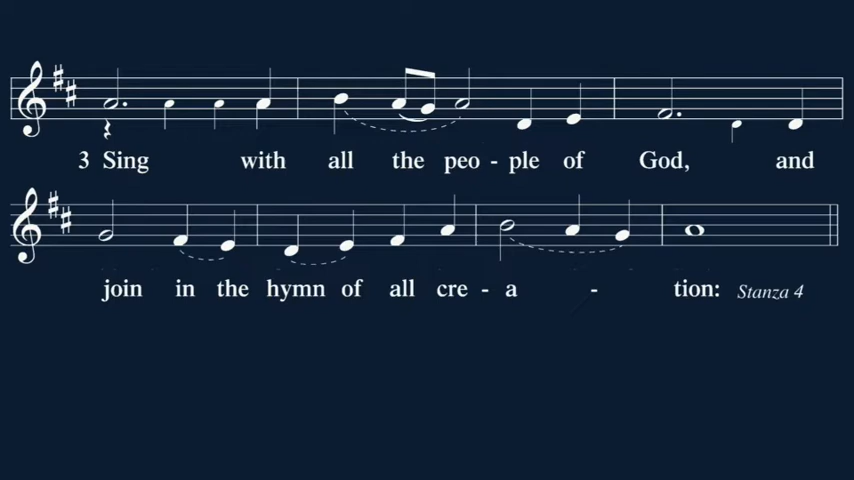 3 Sing with all the peo - ple of God, and
join in the hymn of all cre - a - tion: Stanza 4